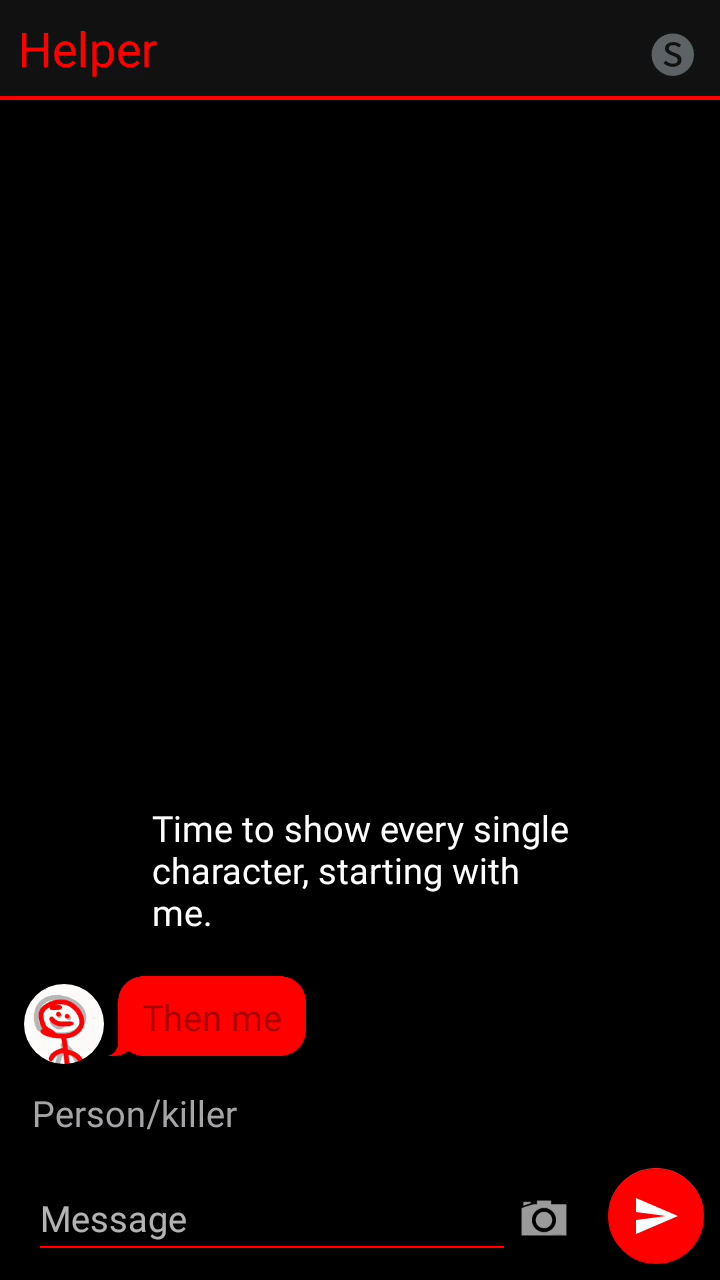 Helper
S
Time to show every single
character, starting with
me.
Then me
Person/killer
Message